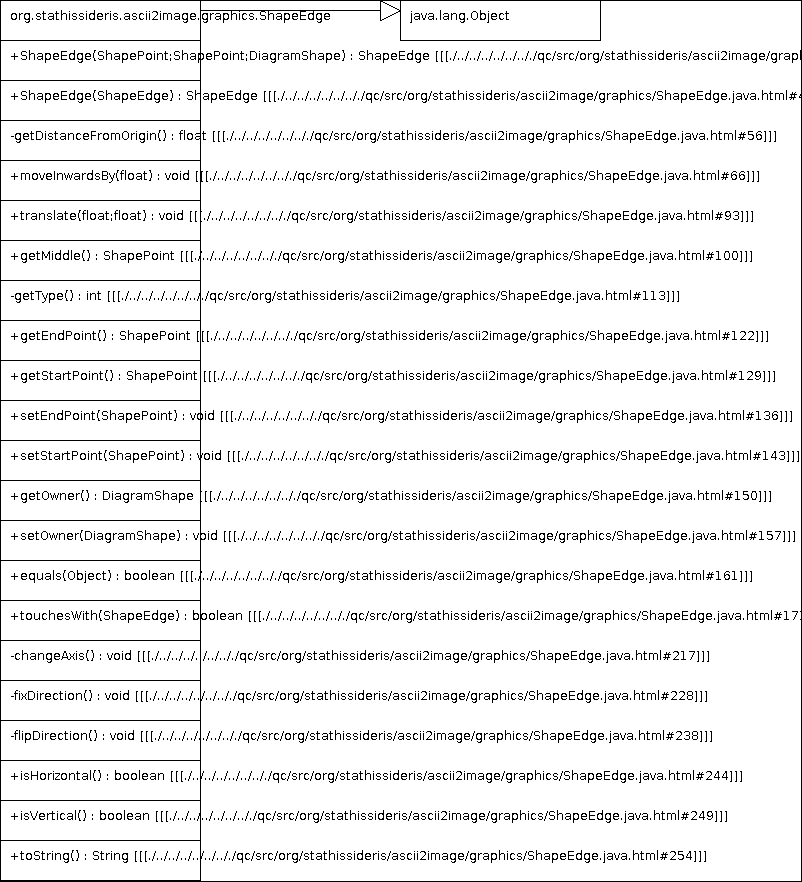 org.stathissideris.ascii2image.graphics.ShapeEdge
java.lang.Object
+ShapeEdge(ShapePoint;ShapePoint;DiagramShape) : ShapeEdge [[[./../../../../../../qc/src/org/stathissideris/ascii2image/grap
+ShapeEdge(ShapeEdge) : ShapeEdge [[[./../../../../../../qc/src/org/stathissideris/ascii2image/graphics/ShapeEdge.java.html#4
-getDistanceFromOrigin() : float [[[./../../../../../../qc/src/org/stathissideris/ascii2image/graphics/ShapeEdge.java.html#56]]]
+moveInwardsBy(float) : void [[[./../../../../../../qc/src/org/stathissideris/ascii2image/graphics/ShapeEdge.java.html#66]]]
+translate(float;float) : void [[[./../../../../../../qc/src/org/stathissideris/ascii2image/graphics/ShapeEdge.java.html#93]]]
+getMiddle() : ShapePoint [[[./../../../../../../qc/src/org/stathissideris/ascii2image/graphics/ShapeEdge.java.html#100]]]
-getType() : int [[[./../../../../../../qc/src/org/stathissideris/ascii2image/graphics/ShapeEdge.java.html#113]]]
+getEndPoint() : ShapePoint [[[./../../../../../../qc/src/org/stathissideris/ascii2image/graphics/ShapeEdge.java.html#122]]]
+getStartPoint() : ShapePoint [[[./../../../../../../qc/src/org/stathissideris/ascii2image/graphics/ShapeEdge.java.html#129]]]
+setEndPoint(ShapePoint) : void [[[./../../../../../../qc/src/org/stathissideris/ascii2image/graphics/ShapeEdge.java.html#136]]]
+setStartPoint(ShapePoint) : void [[[./../../../../../../qc/src/org/stathissideris/ascii2image/graphics/ShapeEdge.java.html#143]]]
+getOwner() : DiagramShape [[[./../../../../../../qc/src/org/stathissideris/ascii2image/graphics/ShapeEdge.java.html#150]]]
+setOwner(DiagramShape) : void [[[./../../../../../../qc/src/org/stathissideris/ascii2image/graphics/ShapeEdge.java.html#157]]]
+equals(Object) : boolean [[[./../../../../../../qc/src/org/stathissideris/ascii2image/graphics/ShapeEdge.java.html#161]]]
+touchesWith(ShapeEdge) : boolean [[[./../../../../../../qc/src/org/stathissideris/ascii2image/graphics/ShapeEdge.java.html#17
-changeAxis() : void [[[./../../../../../../qc/src/org/stathissideris/ascii2image/graphics/ShapeEdge.java.html#217]]]
-fixDirection() : void [[[./../../../../../../qc/src/org/stathissideris/ascii2image/graphics/ShapeEdge.java.html#228]]]
-flipDirection() : void [[[./../../../../../../qc/src/org/stathissideris/ascii2image/graphics/ShapeEdge.java.html#238]]]
+isHorizontal() : boolean [[[./../../../../../../qc/src/org/stathissideris/ascii2image/graphics/ShapeEdge.java.html#244]]]
+isVertical() : boolean [[[./../../../../../../qc/src/org/stathissideris/ascii2image/graphics/ShapeEdge.java.html#249]]]
+toString() : String [[[./../../../../../../qc/src/org/stathissideris/ascii2image/graphics/ShapeEdge.java.html#254]]]